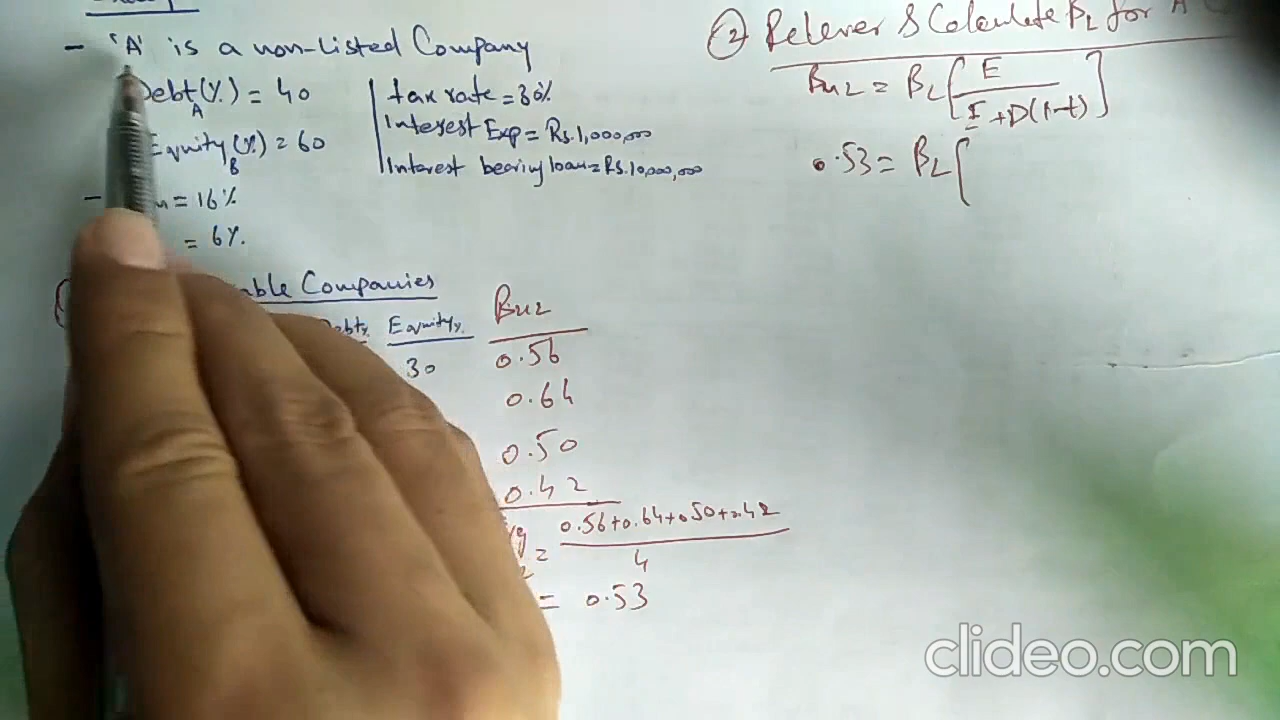 - 'A' is a non-listed Company
Debt(%) = 40
A
Equity(%) = 60
B
tax rate = 30%
Interest Exp = Rs.1,000,000
Interest bearing loan = Rs.10,000,000
- = 16%
= 6%
Companies
Equity%
30
βu2
0.56
0.64
0.50
0.42
= 0.56+0.64+0.50+0.42
4
= 0.53
② Relever & Calculate βL for A
βu2 = βL [ E
E + D(1-t) ]
0.53 = βL [
clideo.com